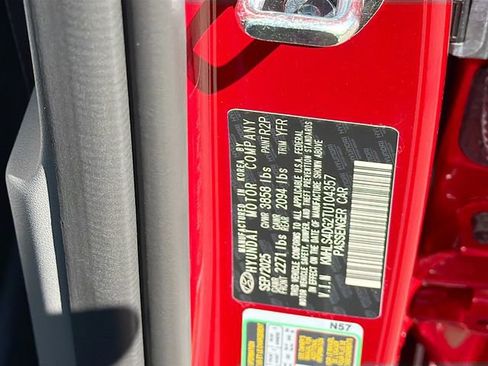 MANUFACTURED IN KOREA BY
HYUNDAI MOTOR COMPANY
SEP/2025 GVWR 3858 lbs PAINT R2P
GAWR FRONT 2271 lbs GAWR REAR 2094 lbs TRIM YFR
THIS VEHICLE CONFORMS TO ALL APPLICABLE U.S.A. FEDERAL
MOTOR VEHICLE SAFETY, BUMPER, AND THEFT PREVENTION STANDARDS
IN EFFECT ON THE DATE OF MANUFACTURE SHOWN ABOVE
V.I.N KMHLS4DG2TU104357
PASSENGER CAR
N57